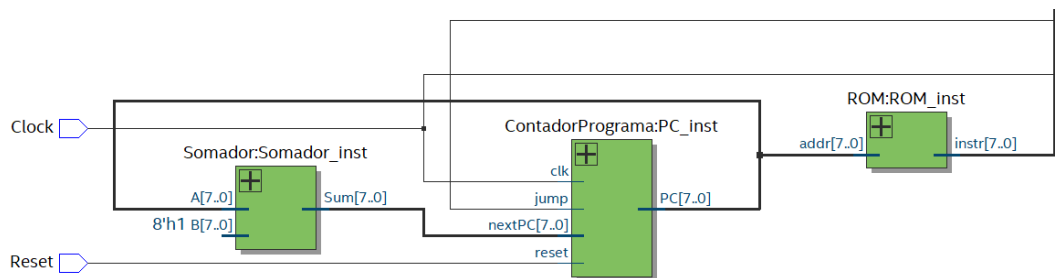 ROM:ROM_inst
Clock
ContadorPrograma:PC_inst
addr[7..0]
instr[7..0]
Somador:Somador_inst
clk
A[7..0]
Sum[7..0]
jump
PC[7..0]
8'h1 B[7..0]
nextPC[7..0]
reset
Reset